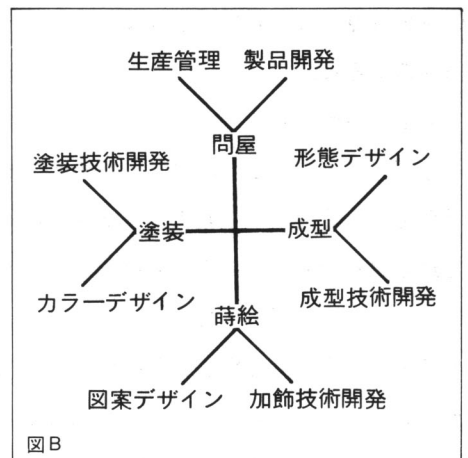 生産管理 製品開発
問屋
塗装技術開発 形態デザイン
塗装 成型
カラーデザイン 成型技術開発
蒔絵
図案デザイン 加飾技術開発
図B